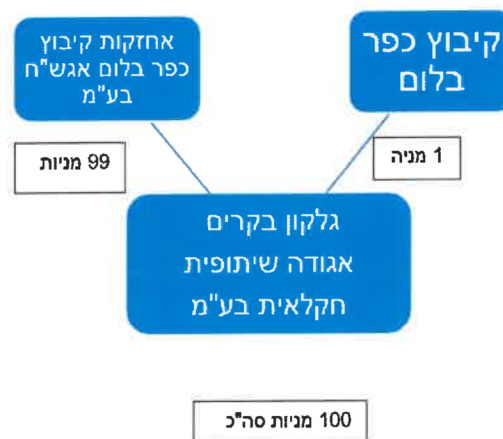 קיבוץ כפר
בלום
אחזקות קיבוץ
כפר בלום אגש"ח
בע"מ
1 מניה
99 מניות
גלקון בקרים
אגודה שיתופית
חקלאית בע"מ
100 מניות סה"כ